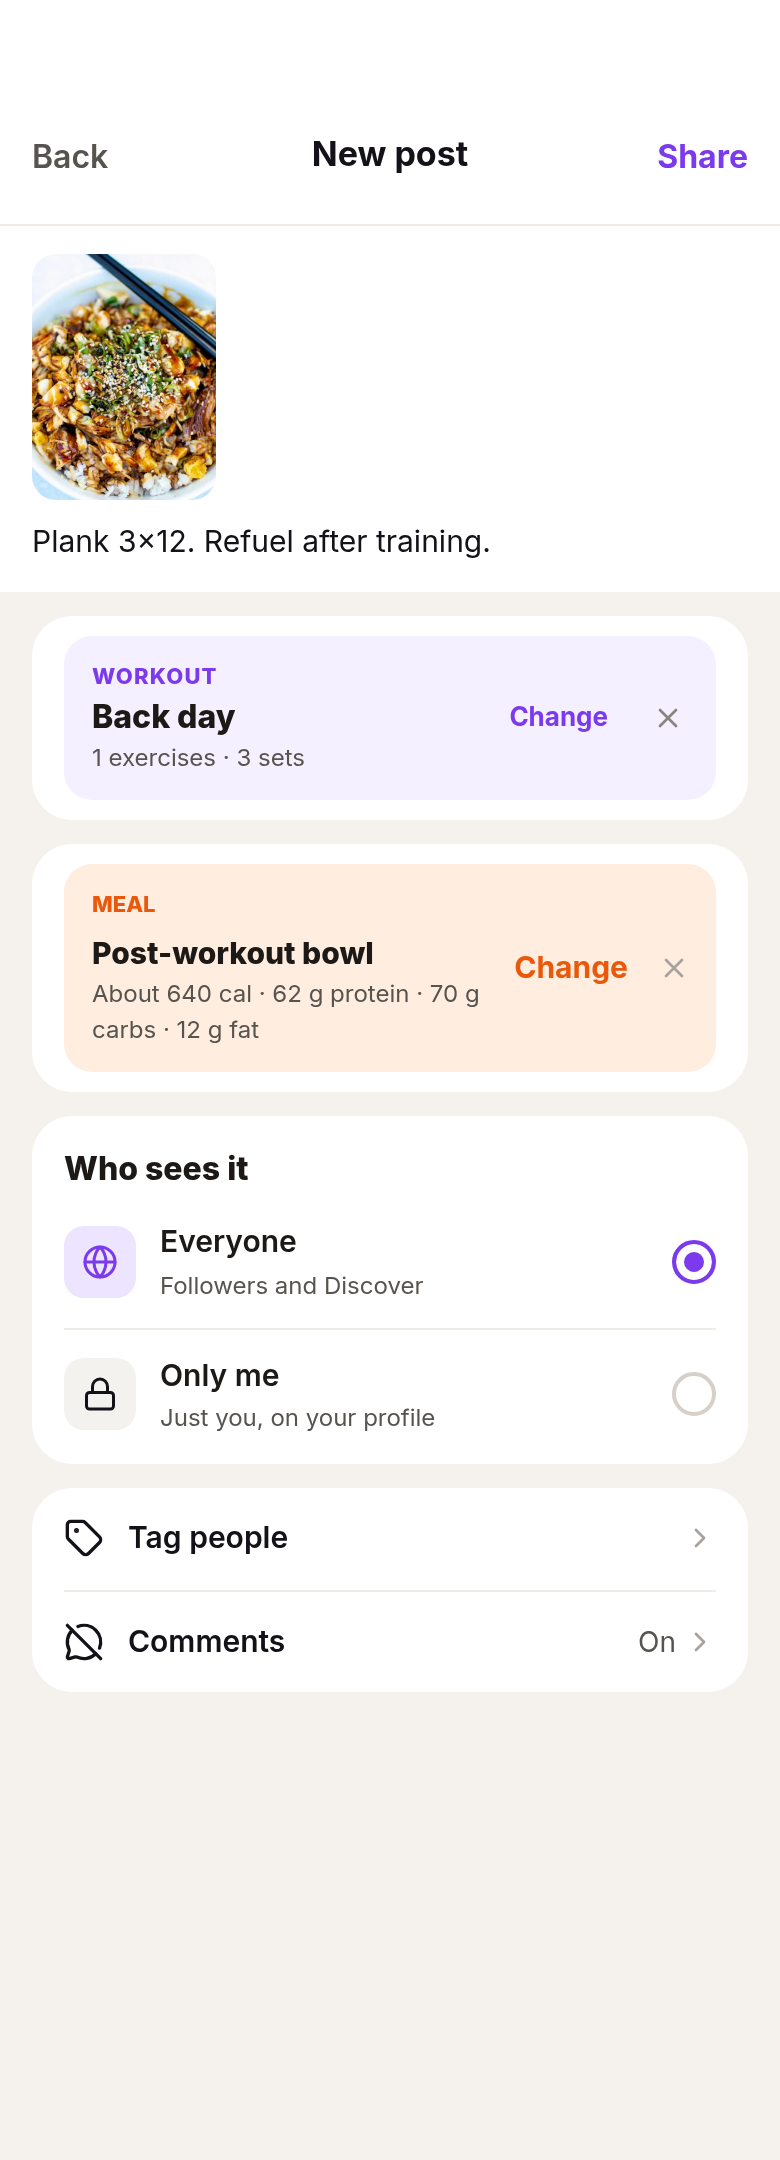 Back
New post
Share
Plank 3×12. Refuel after training.
WORKOUT
Back day
1 exercises · 3 sets
Change
MEAL
Post-workout bowl
About 640 cal · 62 g protein · 70 g
carbs · 12 g fat
Change
Who sees it
Everyone
Followers and Discover
Only me
Just you, on your profile
Tag people
Comments
On